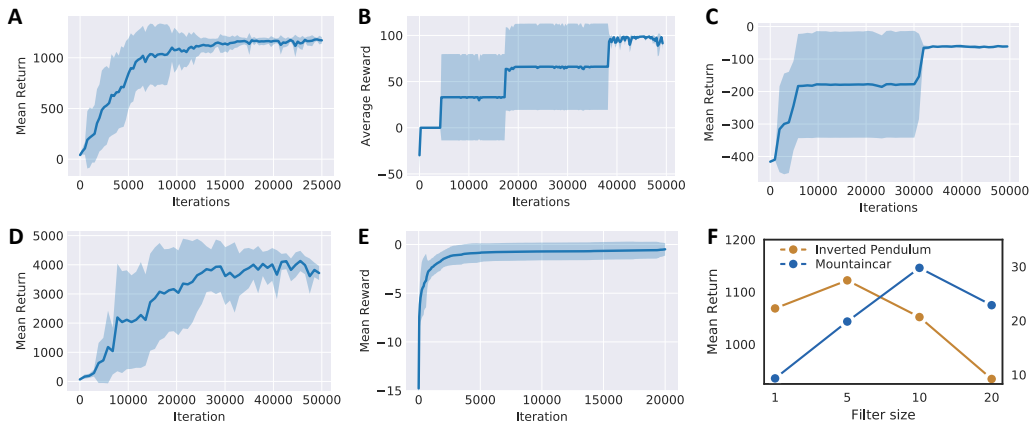 A
Mean Return
1000
500
0
0 5000 10000 15000 20000 25000
Iterations
B
Average Reward
100
50
0
−50
0 10000 20000 30000 40000 50000
Iterations
C
Mean Return
0
−100
−200
−300
−400
0 10000 20000 30000 40000 50000
Iterations
D
Mean Return
5000
4000
3000
2000
1000
0
0 10000 20000 30000 40000 50000
Iteration
E
Mean Reward
0
−5
−10
−15
0 5000 10000 15000 20000
Iteration
F
Mean Return
1200
1100
1000
Inverted Pendulum
Mountaincar
30
20
10
1 5 10 20
Filter size